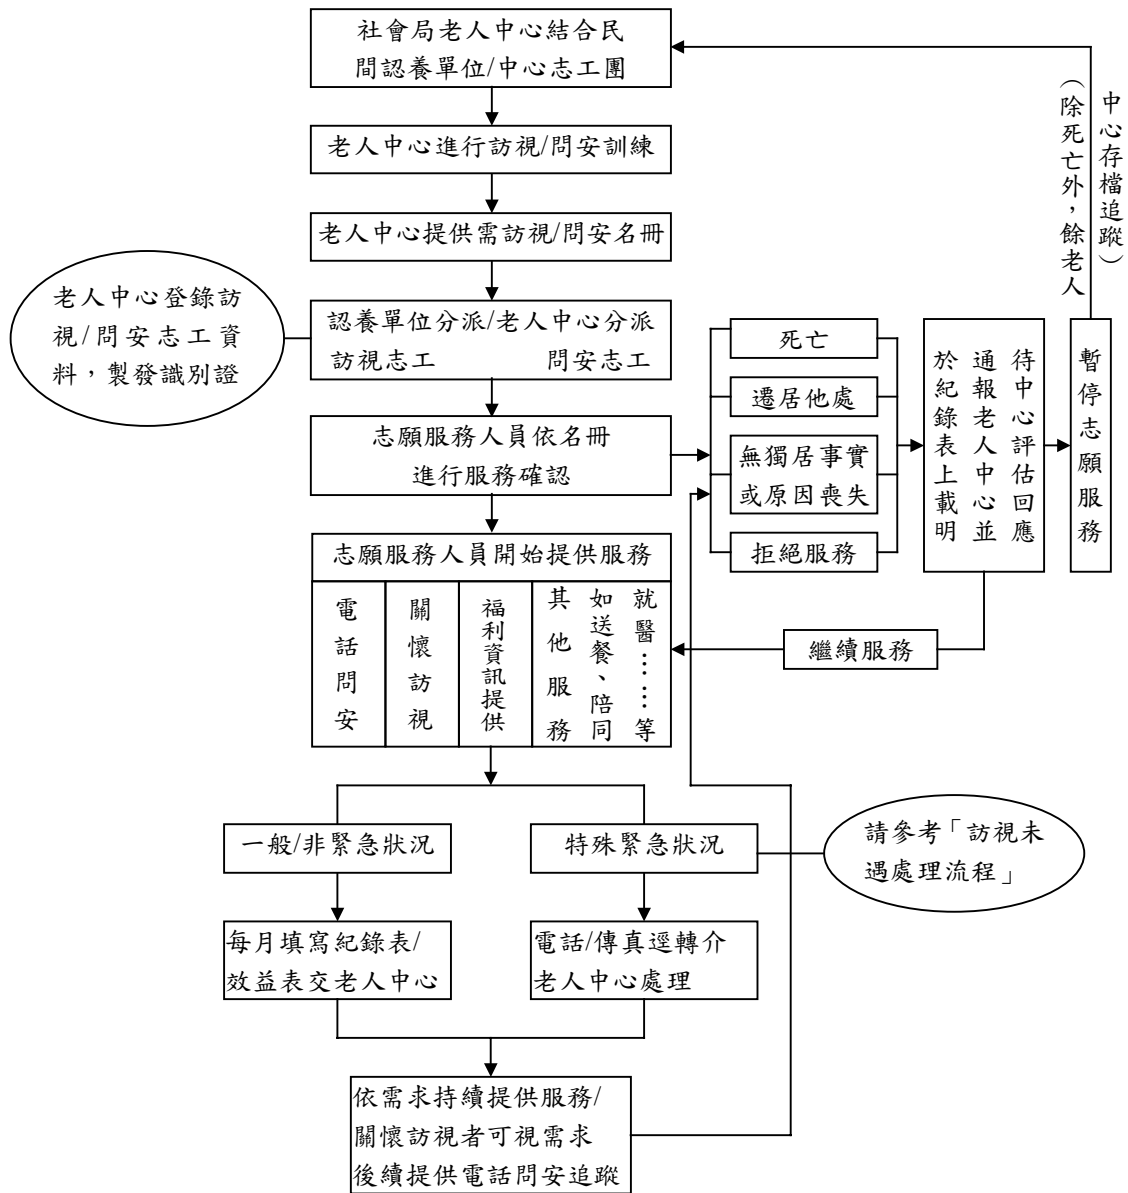 社會局老人中心結合民
間認養單位/中心志工團
老人中心進行訪視/問安訓練
老人中心提供需訪視/問安名冊
老人中心登錄訪
視/問安志工資
料，製發識別證
認養單位分派/老人中心分派
訪視志工 問安志工
志願服務人員依名冊
進行服務確認
死亡
遷居他處
無獨居事實
或原因喪失
拒絕服務
於紀錄表上載明
通報老人中心並
待中心評估回應
暫停志願服務
（除死亡外，餘老人
中心存檔追蹤）
繼續服務
志願服務人員開始提供服務
電話問安
關懷訪視
福利資訊提供
其他服務
如送餐、陪同
就醫……等
一般/非緊急狀況
特殊緊急狀況
請參考「訪視未
遇處理流程」
每月填寫紀錄表/
效益表交老人中心
電話/傳真逕轉介
老人中心處理
依需求持續提供服務/
關懷訪視者可視需求
後續提供電話問安追蹤